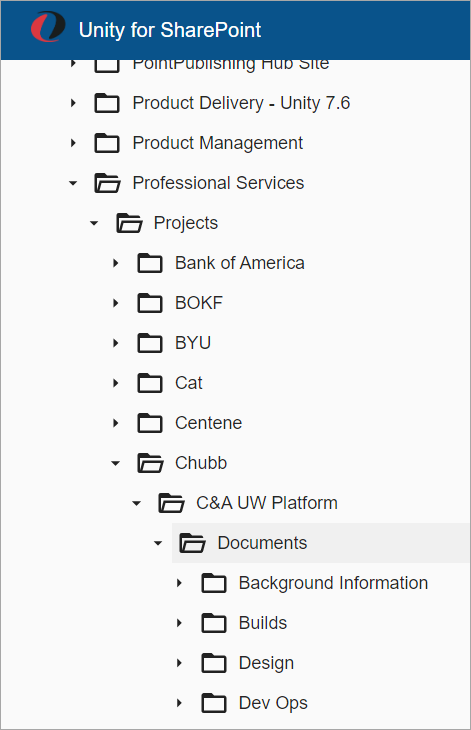 Unity for SharePoint
PointPublishing Hub Site
Product Delivery - Unity 7.6
Product Management
Professional Services
Projects
Bank of America
BOKF
BYU
Cat
Centene
Chubb
C&A UW Platform
Documents
Background Information
Builds
Design
Dev Ops